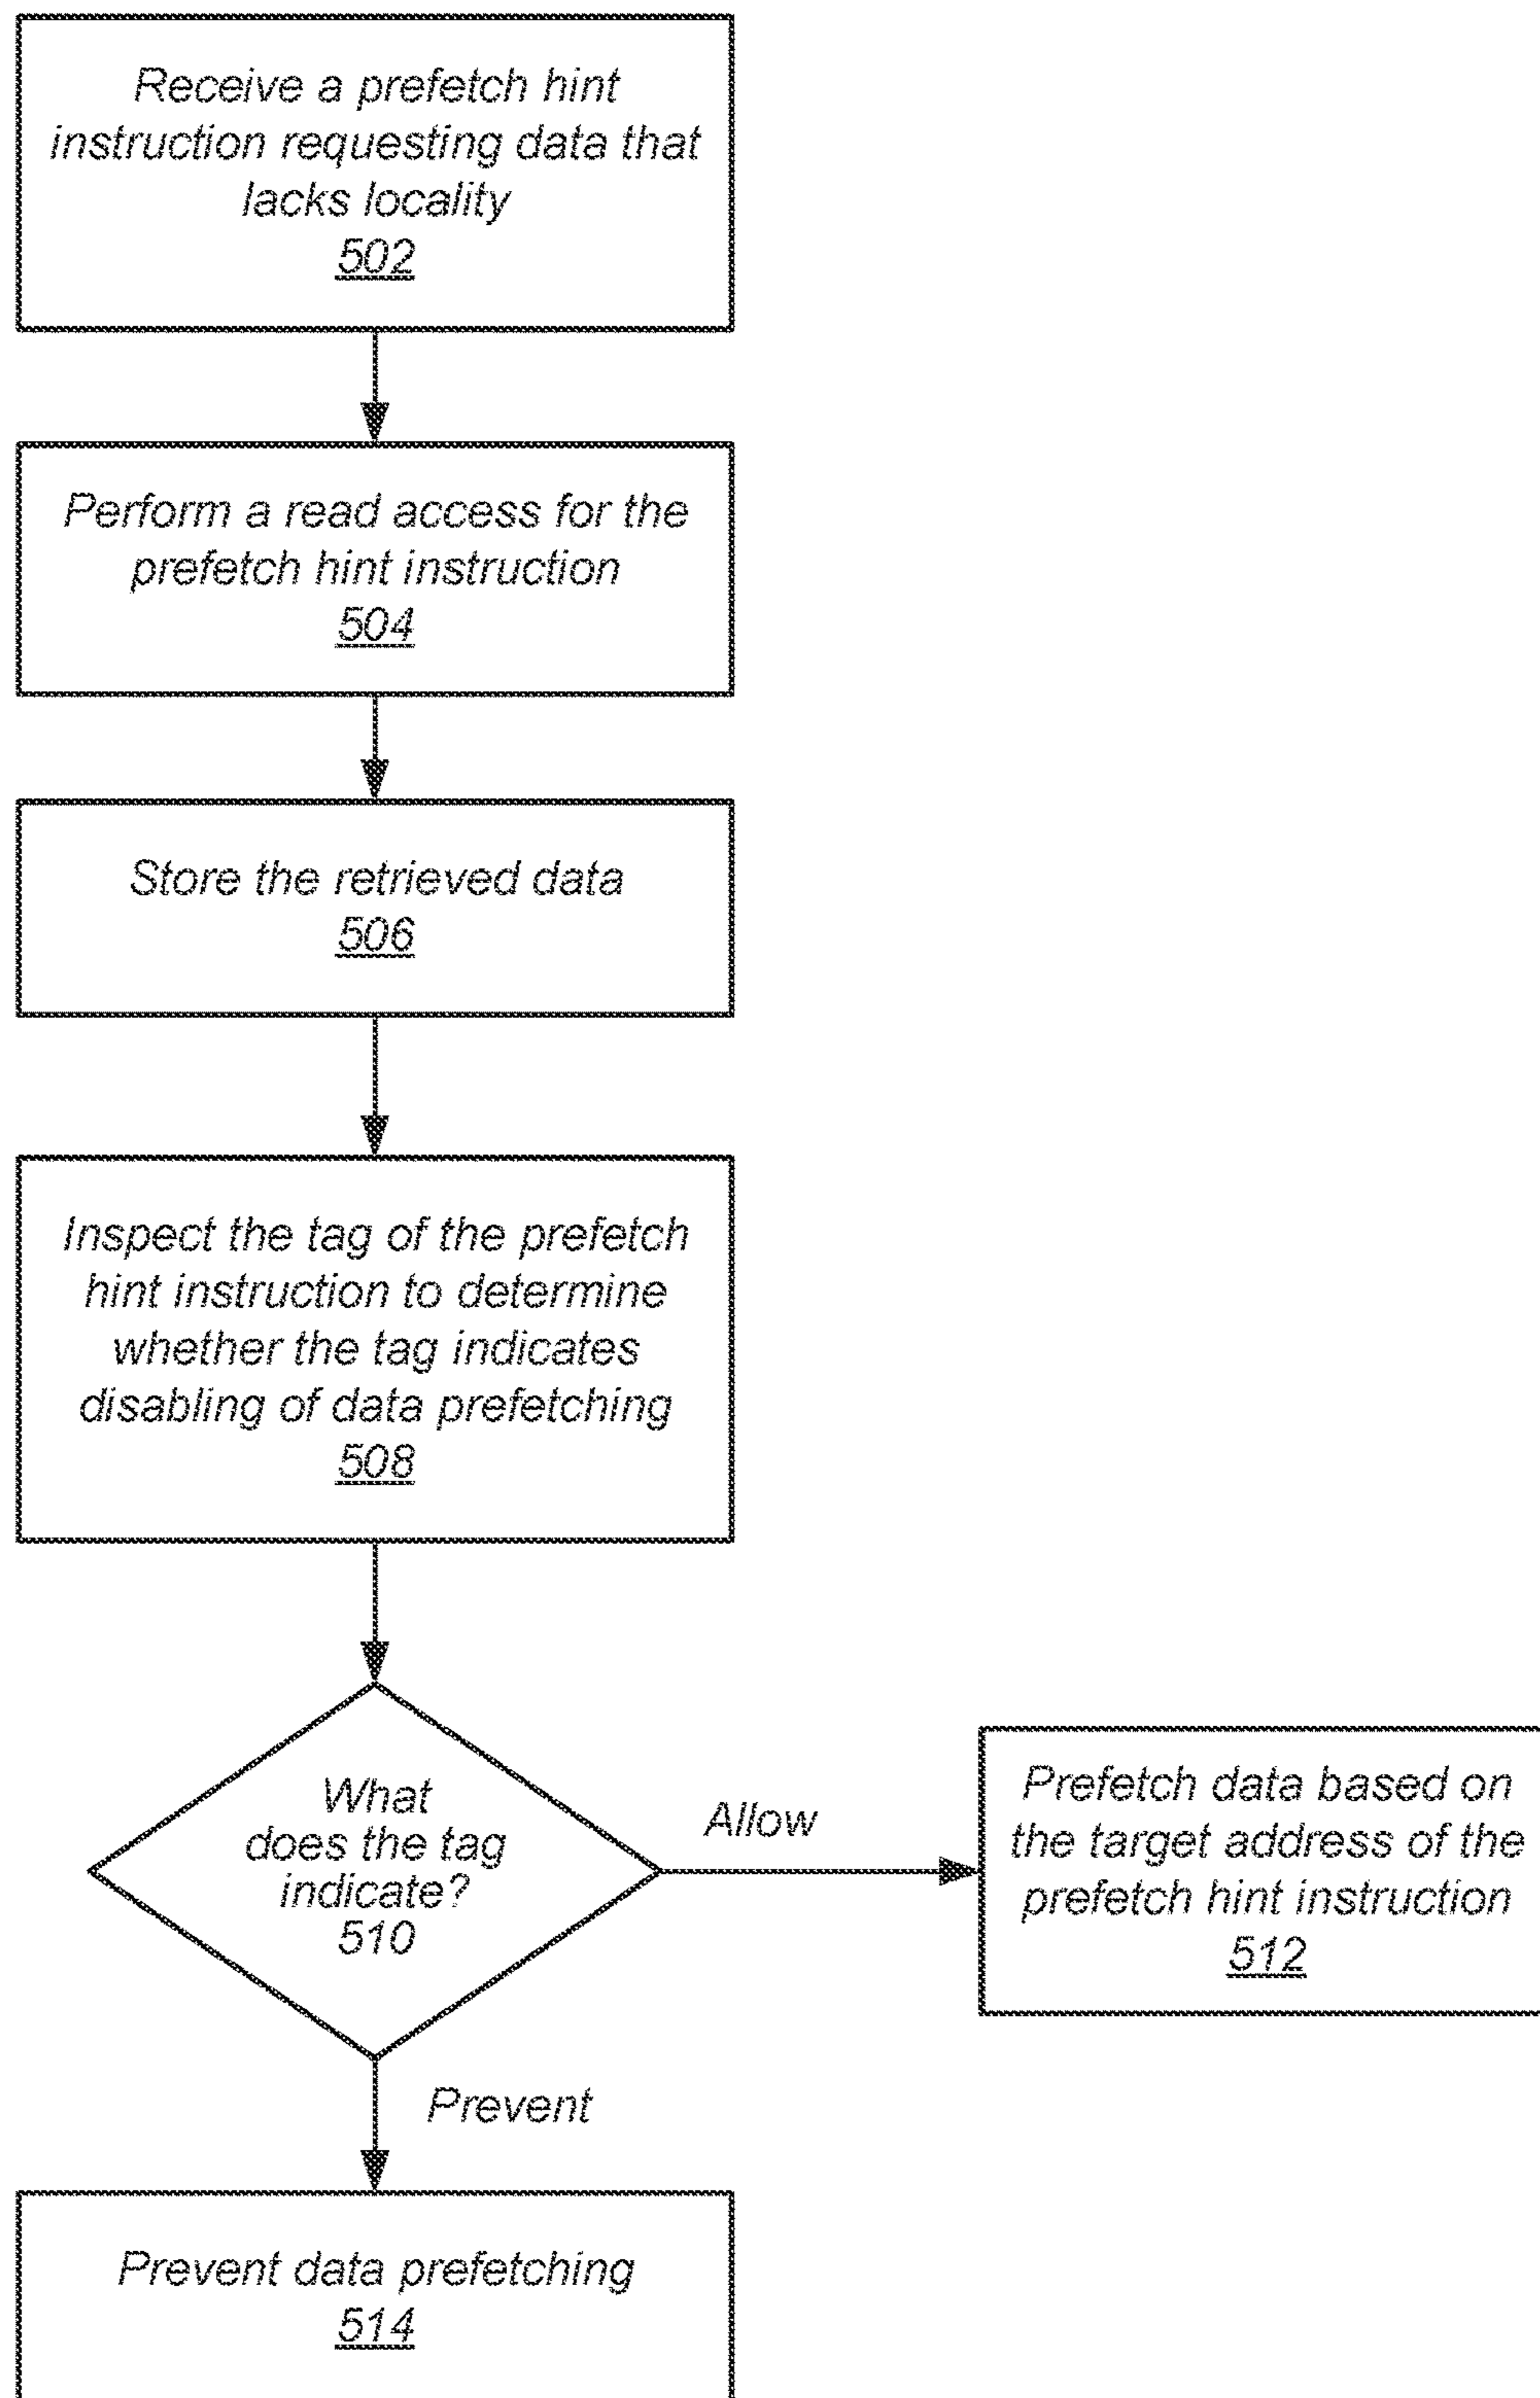 Receive a prefetch hint
instruction requesting data that
lacks locality
502
Perform a read access for the
prefetch hint instruction
504
Store the retrieved data
506
Inspect the tag of the prefetch
hint instruction to determine
whether the tag indicates
disabling of data prefetching
508
What
does the tag
indicate?
510
Allow
Prefetch data based on
the target address of the
prefetch hint instruction
512
Prevent
Prevent data prefetching
514